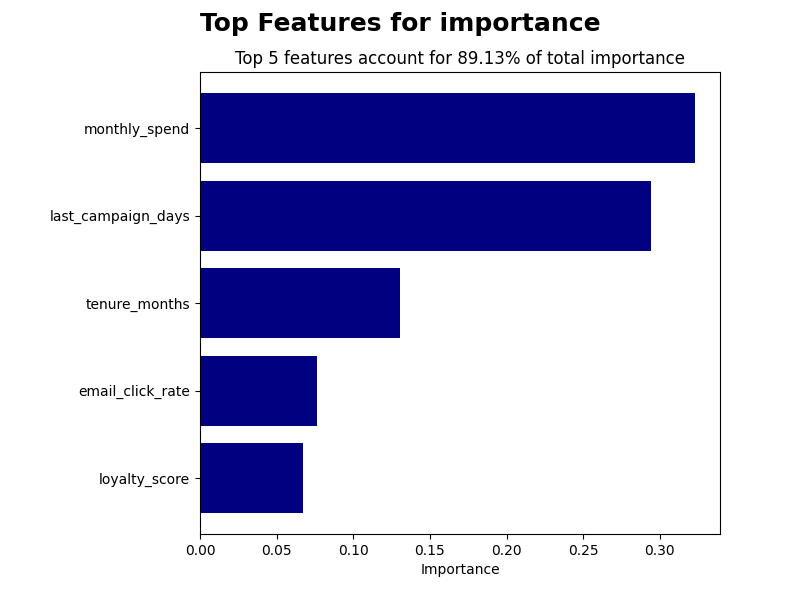 Top Features for importance
Top 5 features account for 89.13% of total importance
monthly_spend
last_campaign_days
tenure_months
email_click_rate
loyalty_score
0.00 0.05 0.10 0.15 0.20 0.25 0.30
Importance